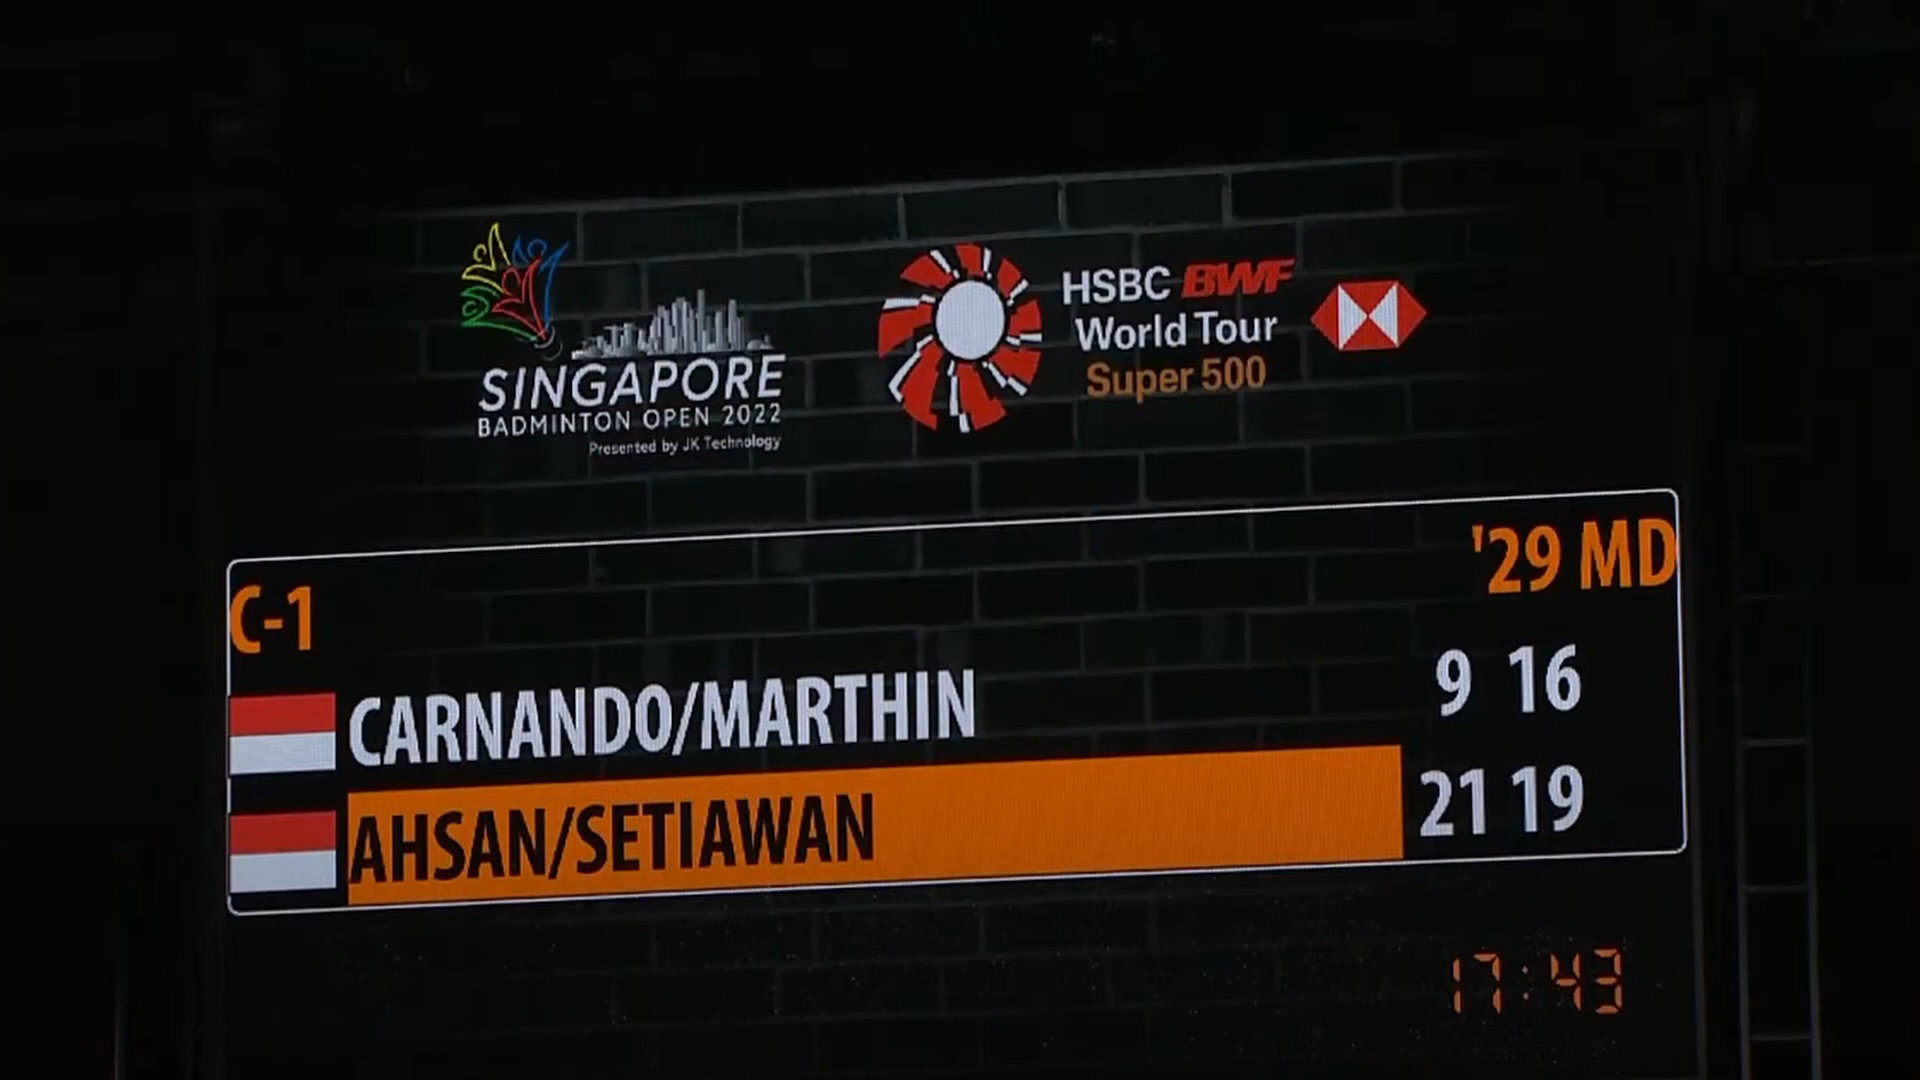 SINGAPORE
BADMINTON OPEN 2022
Presented by JK Technology
HSBC BWF
World Tour
Super 500
C-1 '29 MD
CARNANDO/MARTHIN 9 16
AHSAN/SETIAWAN 21 19
17:43